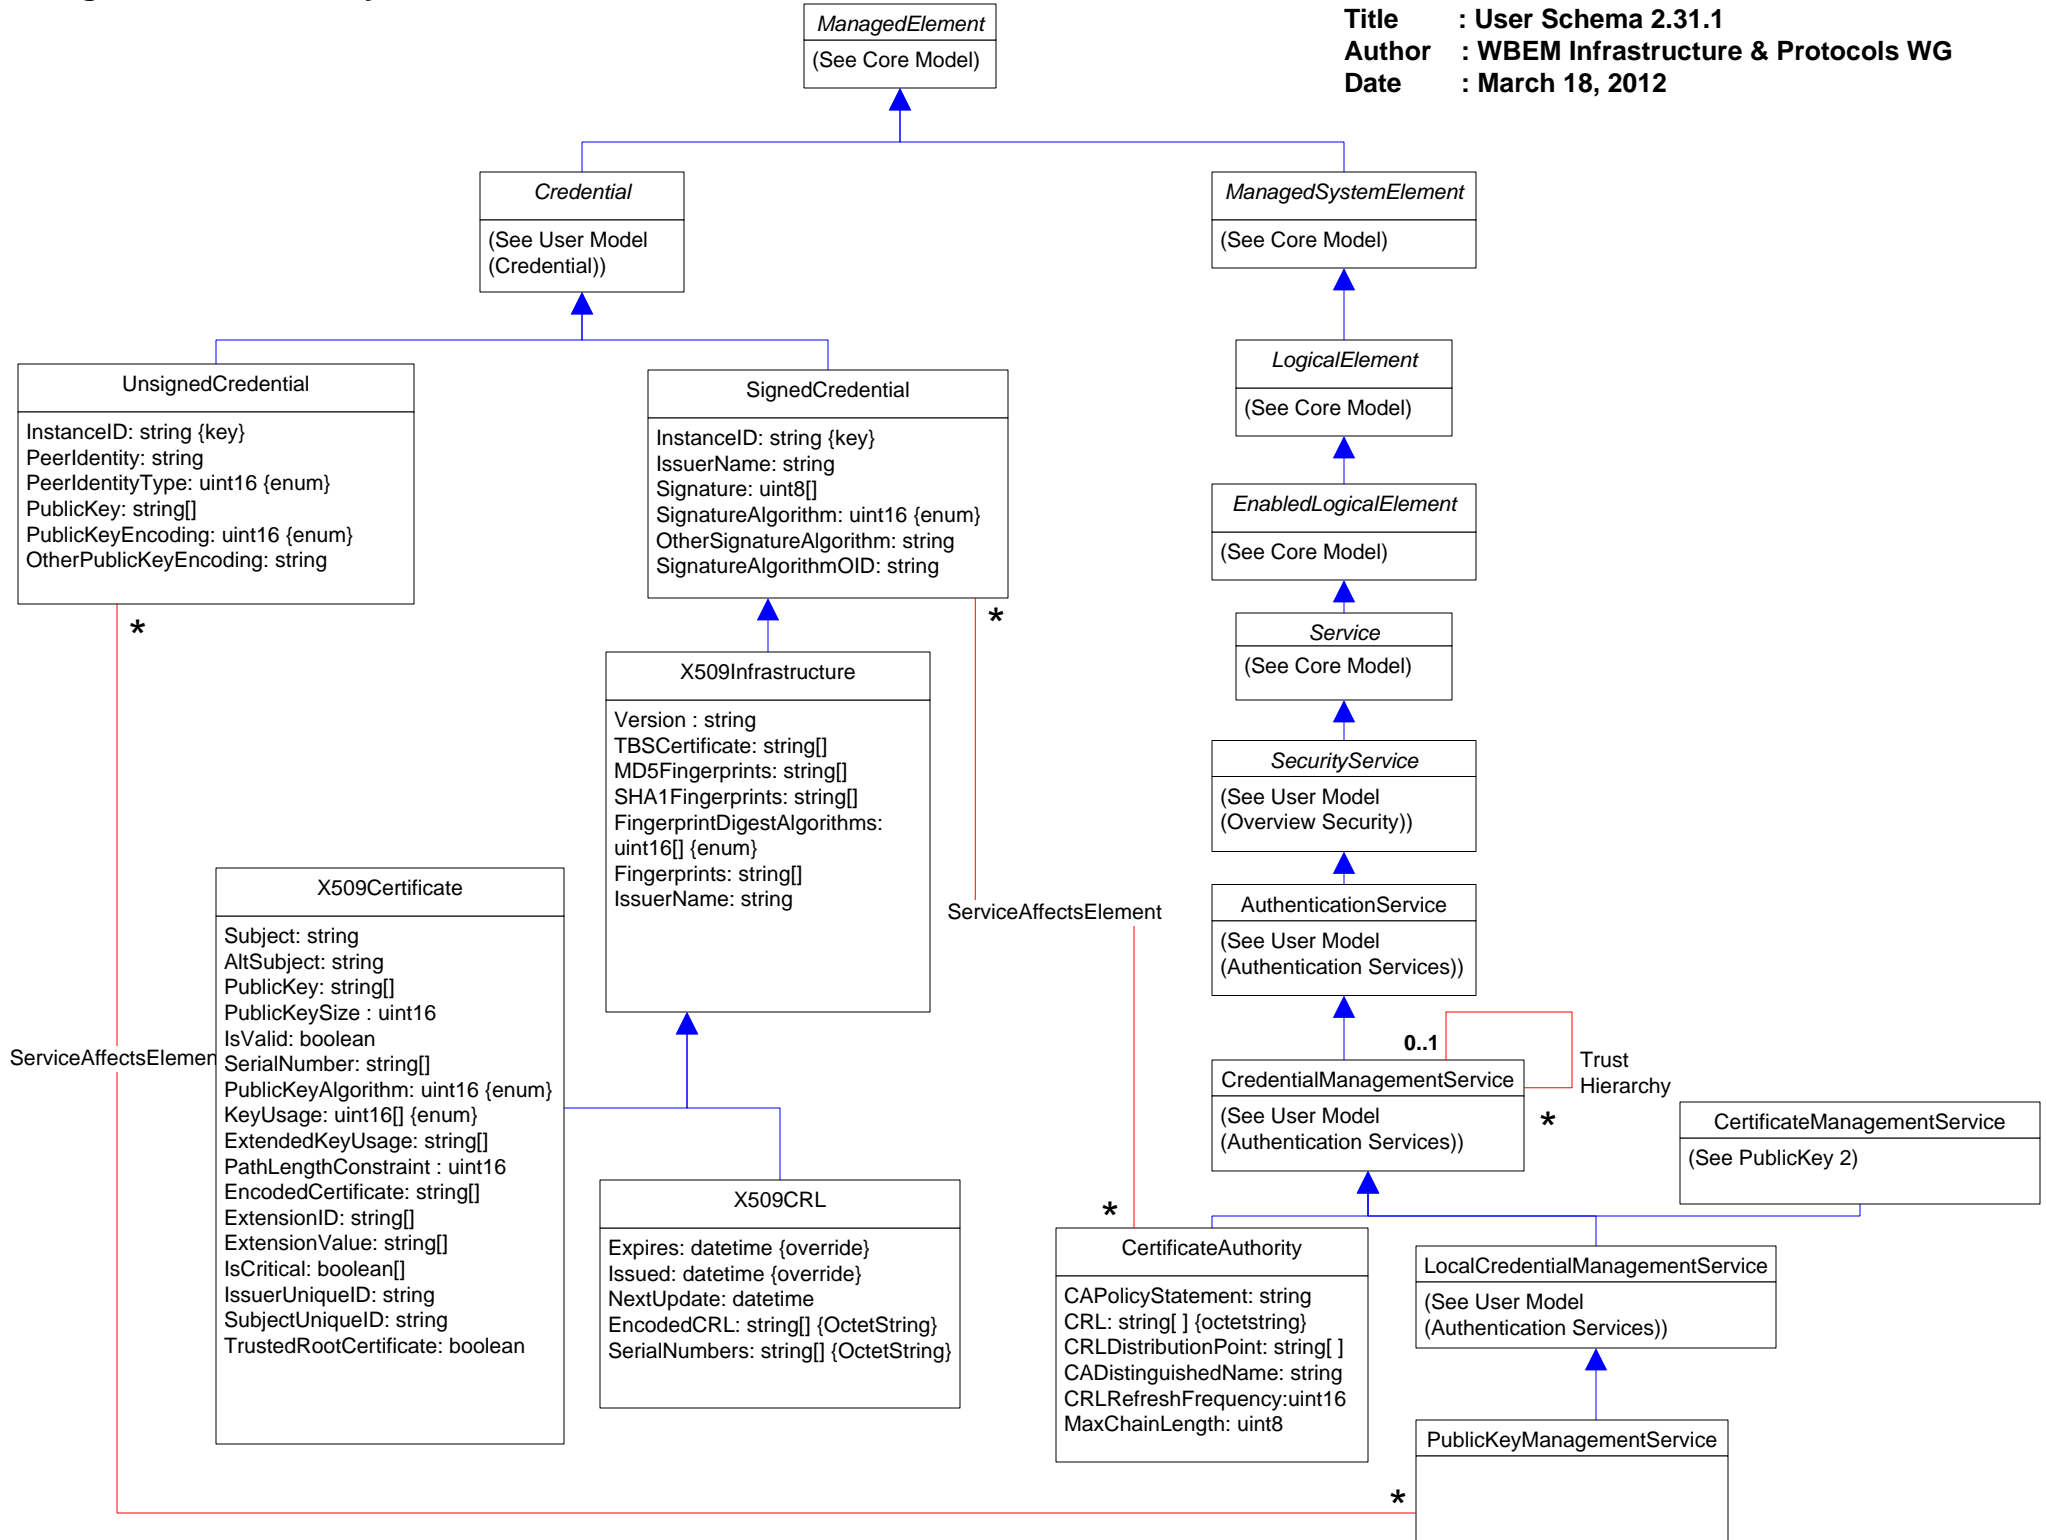 Title : User Schema 2.31.1
Author : WBEM Infrastructure & Protocols WG
Date : March 18, 2012
ManagedElement
(See Core Model)
Credential
(See User Model
(Credential))
ManagedSystemElement
(See Core Model)
LogicalElement
(See Core Model)
EnabledLogicalElement
(See Core Model)
Service
(See Core Model)
SecurityService
(See User Model
(Overview Security))
AuthenticationService
(See User Model
(Authentication Services))
UnsignedCredential
InstanceID: string {key}
PeerIdentity: string
PeerIdentityType: uint16 {enum}
PublicKey: string[]
PublicKeyEncoding: uint16 {enum}
OtherPublicKeyEncoding: string
*
SignedCredential
InstanceID: string {key}
IssuerName: string
Signature: uint8[]
SignatureAlgorithm: uint16 {enum}
OtherSignatureAlgorithm: string
SignatureAlgorithmOID: string
*
X509Infrastructure
Version : string
TBSCertificate: string[]
MD5Fingerprints: string[]
SHA1Fingerprints: string[]
FingerprintDigestAlgorithms:
uint16[] {enum}
Fingerprints: string[]
IssuerName: string
ServiceAffectsElement
ServiceAffectsElemen
X509Certificate
Subject: string
AltSubject: string
PublicKey: string[]
PublicKeySize : uint16
IsValid: boolean
SerialNumber: string[]
PublicKeyAlgorithm: uint16 {enum}
KeyUsage: uint16[] {enum}
ExtendedKeyUsage: string[]
PathLengthConstraint : uint16
EncodedCertificate: string[]
ExtensionID: string[]
ExtensionValue: string[]
IsCritical: boolean[]
IssuerUniqueID: string
SubjectUniqueID: string
TrustedRootCertificate: boolean
X509CRL
Expires: datetime {override}
Issued: datetime {override}
NextUpdate: datetime
EncodedCRL: string[] {OctetString}
SerialNumbers: string[] {OctetString}
0..1
Trust
Hierarchy
CredentialManagementService
(See User Model
(Authentication Services))
*
CertificateManagementService
(See PublicKey 2)
*
CertificateAuthority
CAPolicyStatement: string
CRL: string[ ] {octetstring}
CRLDistributionPoint: string[ ]
CADistinguishedName: string
CRLRefreshFrequency:uint16
MaxChainLength: uint8
LocalCredentialManagementService
(See User Model
(Authentication Services))
PublicKeyManagementService
*